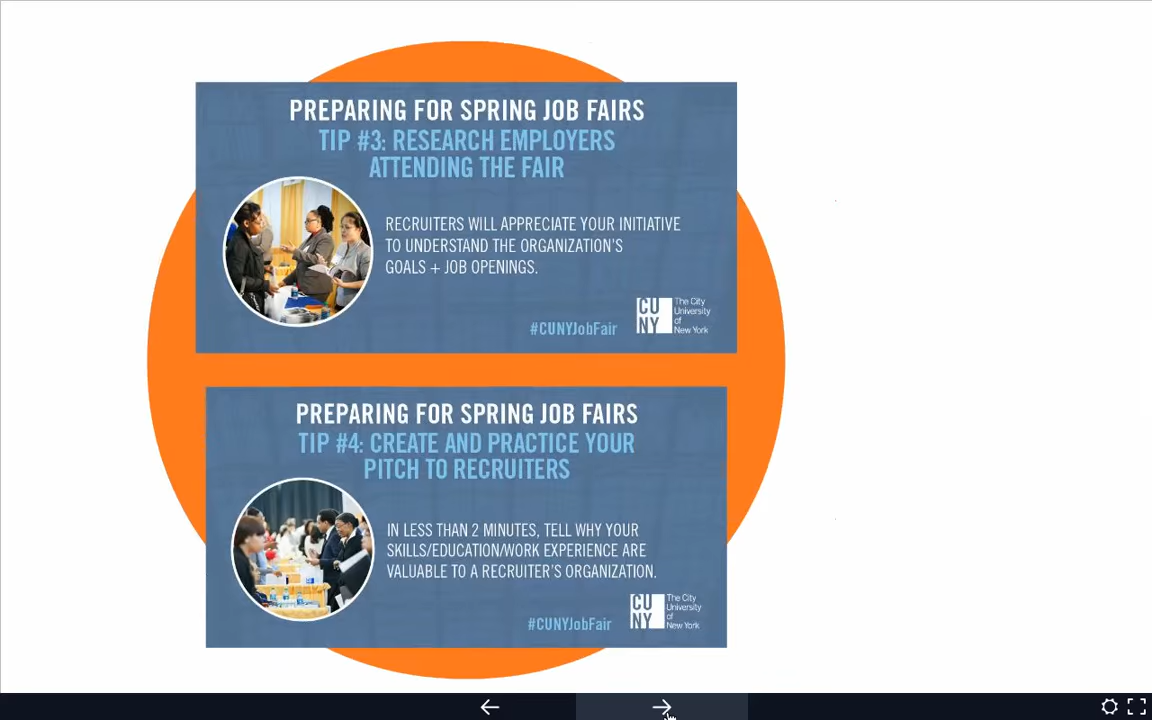 PREPARING FOR SPRING JOB FAIRS
TIP #3: RESEARCH EMPLOYERS
ATTENDING THE FAIR
RECRUITERS WILL APPRECIATE YOUR INITIATIVE
TO UNDERSTAND THE ORGANIZATION'S
GOALS + JOB OPENINGS.
#CUNYJobFair
CU
NY
The City
University
of
New York
PREPARING FOR SPRING JOB FAIRS
TIP #4: CREATE AND PRACTICE YOUR
PITCH TO RECRUITERS
IN LESS THAN 2 MINUTES, TELL WHY YOUR
SKILLS/EDUCATION/WORK EXPERIENCE ARE
VALUABLE TO A RECRUITER'S ORGANIZATION.
#CUNYJobFair
CU
NY
The City
University
of
New York